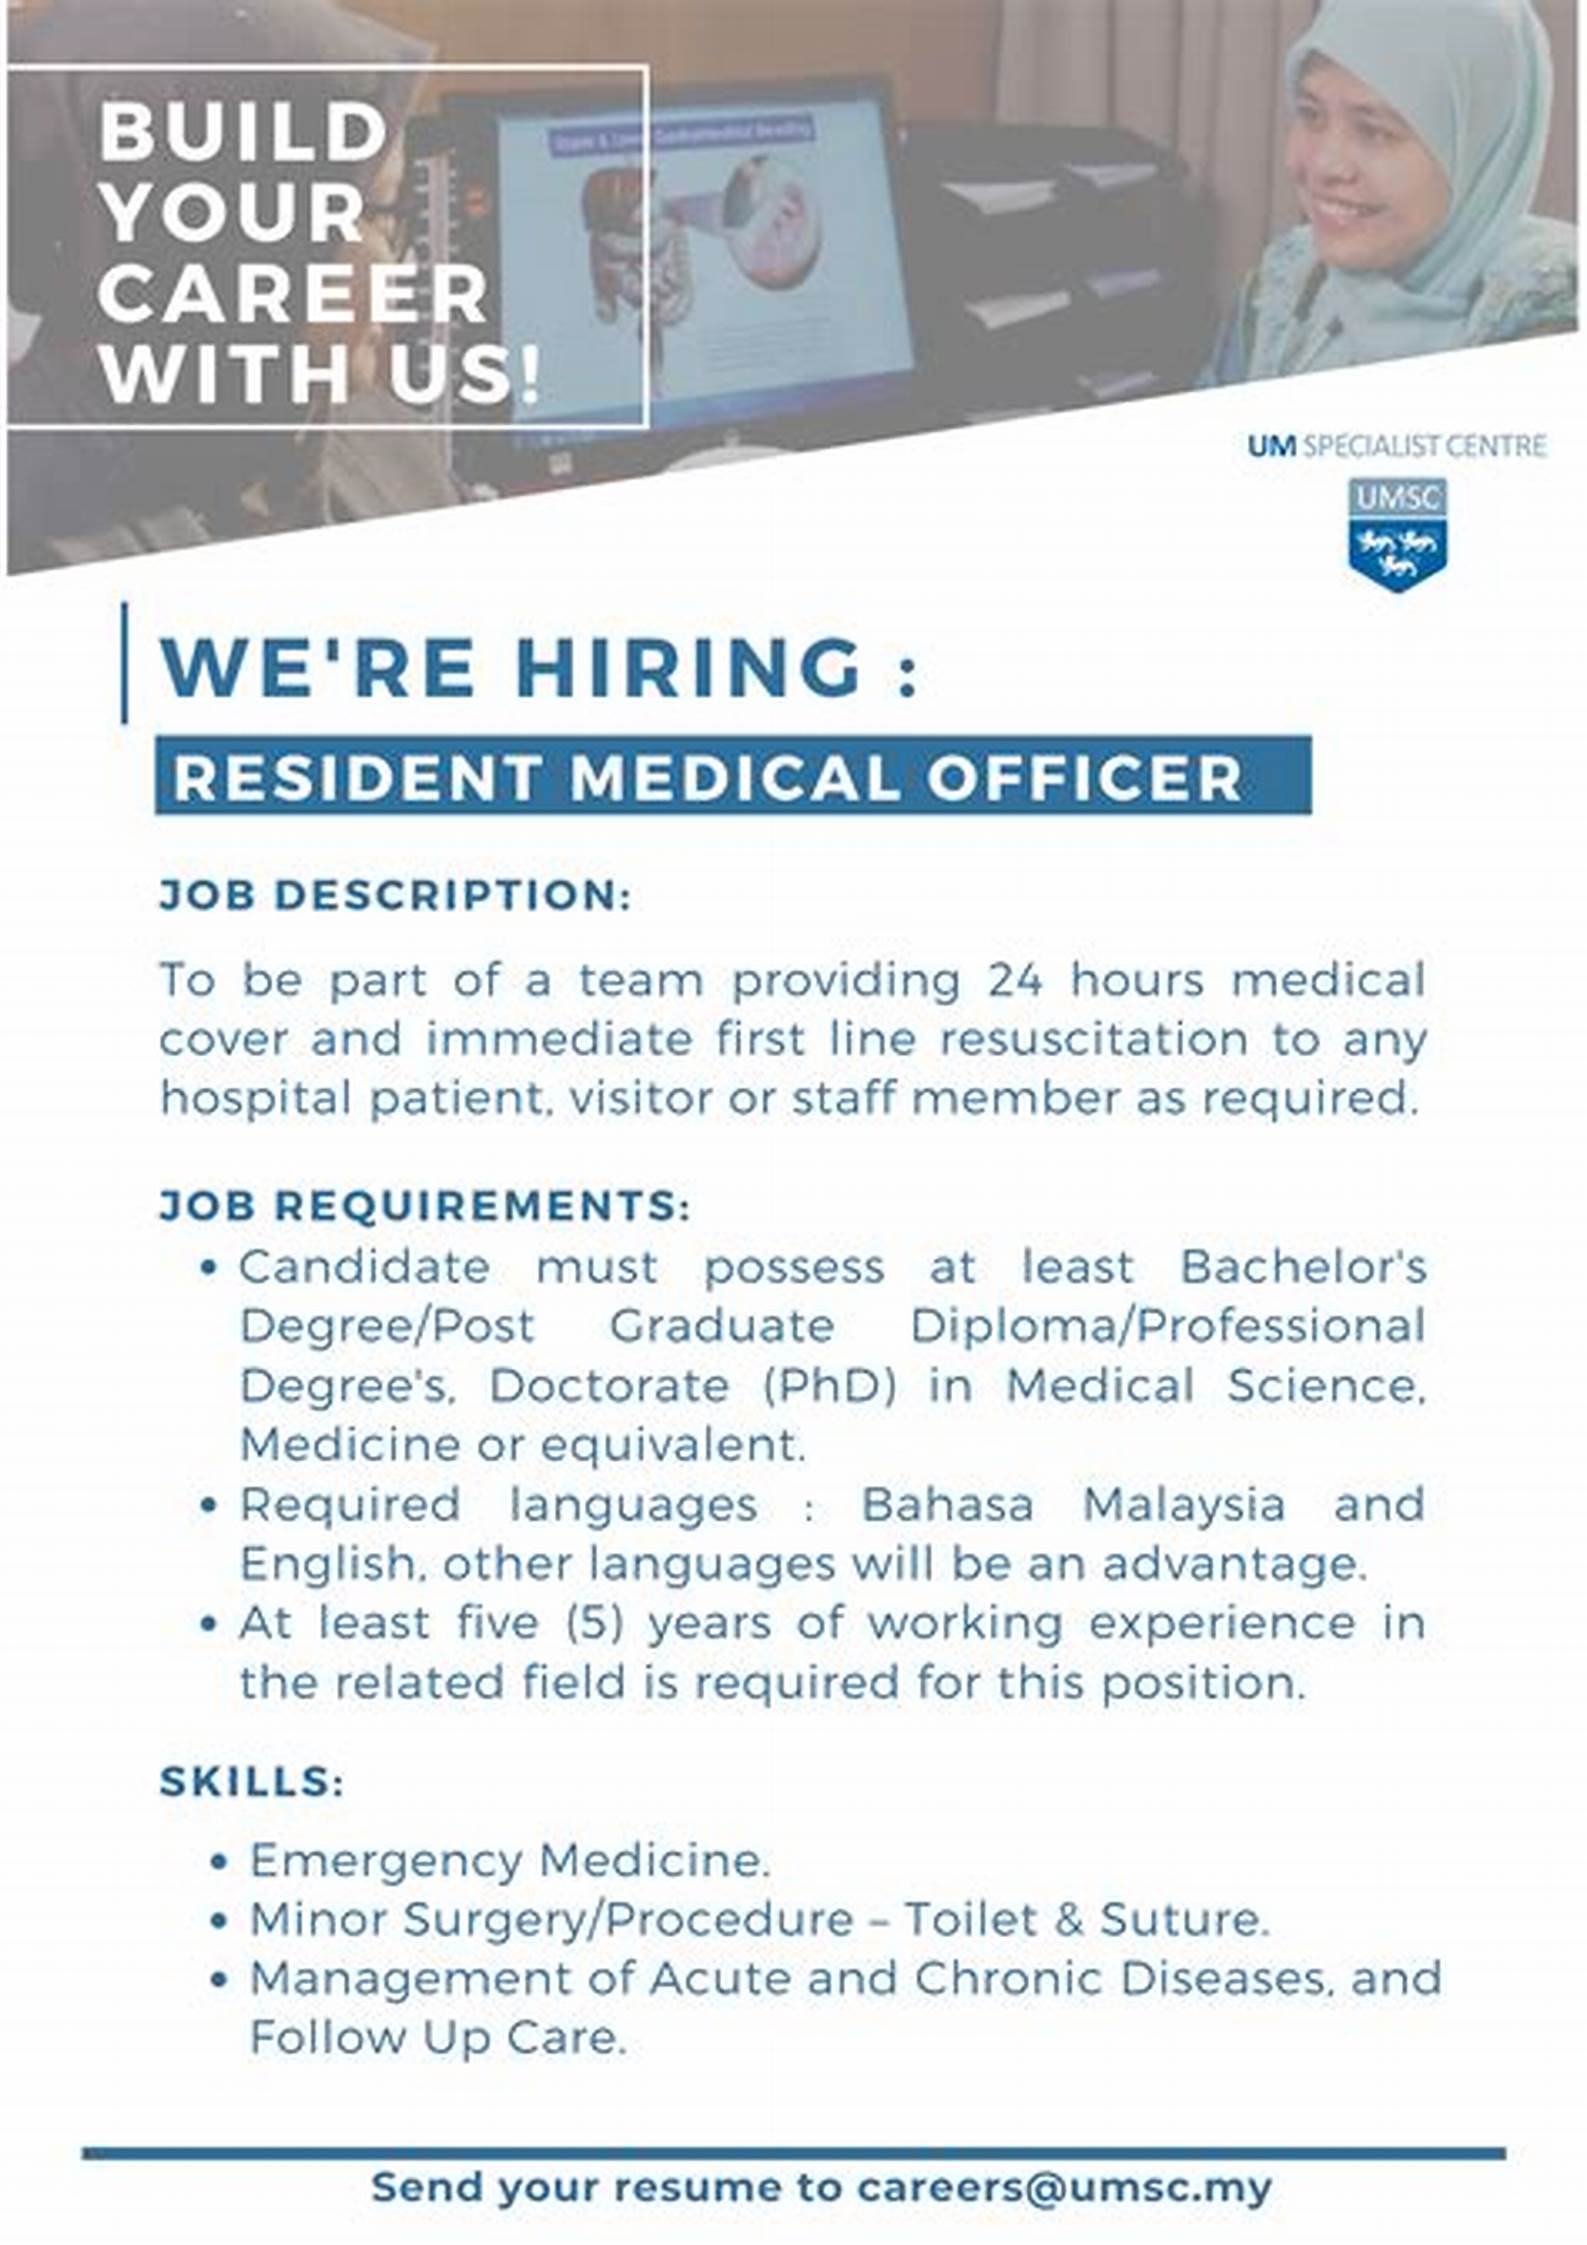 BUILD
YOUR
CAREER
WITH US!
UM SPECIALIST CENTRE
UMSC
WE'RE HIRING :
RESIDENT MEDICAL OFFICER
JOB DESCRIPTION:
To be part of a team providing 24 hours medical
cover and immediate first line resuscitation to any
hospital patient, visitor or staff member as required.
JOB REQUIREMENTS:
• Candidate must possess at least Bachelor's
Degree/Post Graduate Diploma/Professional
Degree's, Doctorate (PhD) in Medical Science,
Medicine or equivalent.
• Required languages : Bahasa Malaysia and
English, other languages will be an advantage.
• At least five (5) years of working experience in
the related field is required for this position.
SKILLS:
• Emergency Medicine.
• Minor Surgery/Procedure – Toilet & Suture.
• Management of Acute and Chronic Diseases, and
Follow Up Care.
Send your resume to careers@umsc.my